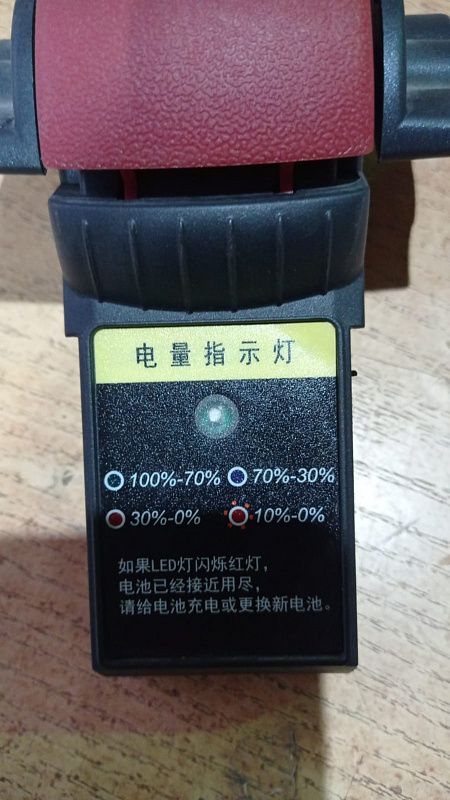 电量指示灯
100%-70% 70%-30%
30%-0% 10%-0%
如果LED灯闪烁红灯，
电池已经接近用尽，
请给电池充电或更换新电池。